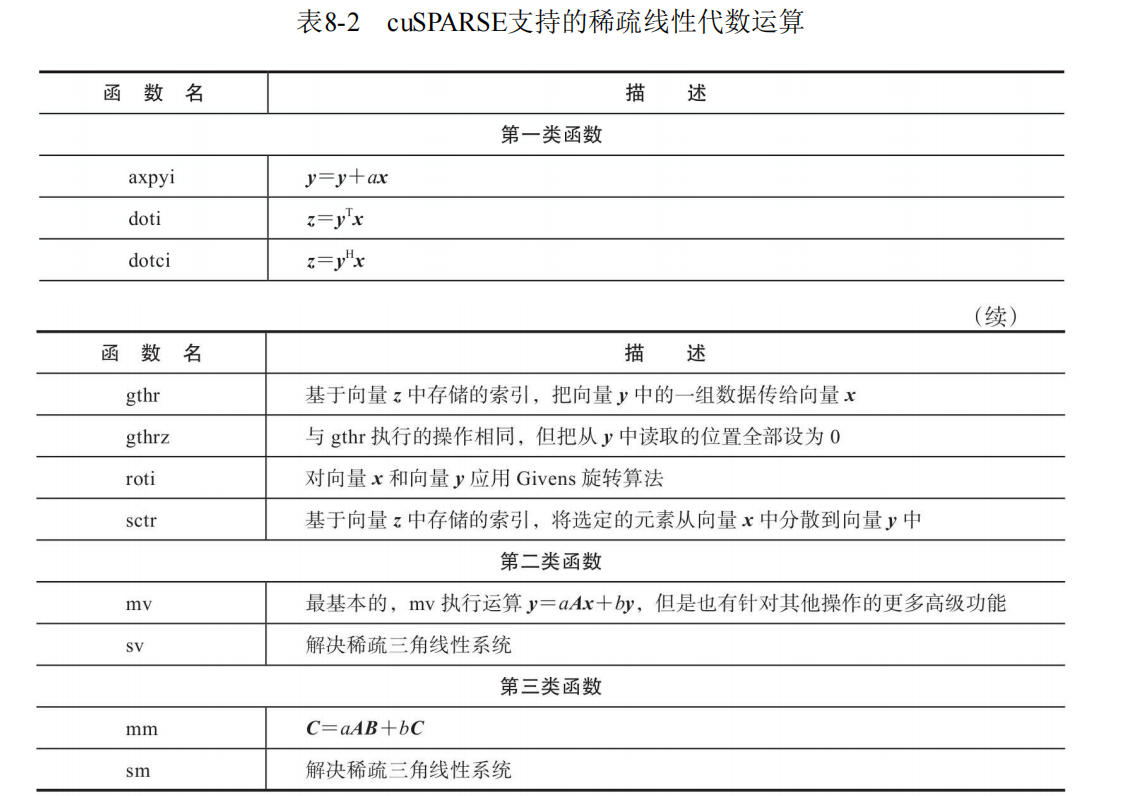 表8-2 cuSPARSE支持的稀疏线性代数运算
函 数 名 描 述
第一类函数
axpyi y=y+ax
doti z=yᵀx
dotci z=yᴴx
（续）
函 数 名 描 述
gthr 基于向量 z 中存储的索引，把向量 y 中的一组数据传给向量 x
gthrz 与 gthr 执行的操作相同，但把从 y 中读取的位置全部设为 0
roti 对向量 x 和向量 y 应用 Givens 旋转算法
sctr 基于向量 z 中存储的索引，将选定的元素从向量 x 中分散到向量 y 中
第二类函数
mv 最基本的，mv 执行运算 y=aAx+by，但是也有针对其他操作的更多高级功能
sv 解决稀疏三角线性系统
第三类函数
mm C=aAB+bC
sm 解决稀疏三角线性系统